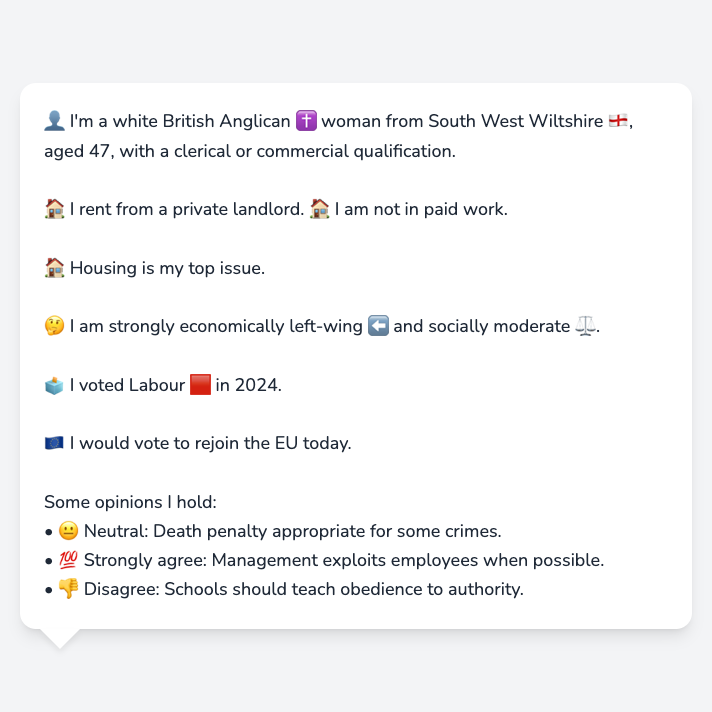 👤 I'm a white British Anglican ✝️ woman from South West Wiltshire 🏴󠁧󠁢󠁥󠁮󠁧󠁿,
aged 47, with a clerical or commercial qualification.
🏠 I rent from a private landlord. 🏠 I am not in paid work.
🏠 Housing is my top issue.
🤔 I am strongly economically left-wing ⬅️ and socially moderate ⚖️.
🗳️ I voted Labour 🟥 in 2024.
🇪🇺 I would vote to rejoin the EU today.
Some opinions I hold:
• 😐 Neutral: Death penalty appropriate for some crimes.
• 💯 Strongly agree: Management exploits employees when possible.
• 👎 Disagree: Schools should teach obedience to authority.